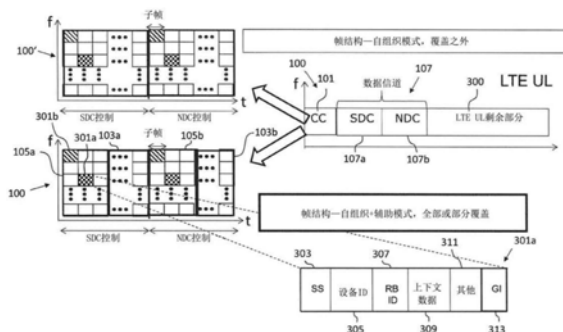 f
子帧
100'
SDC控制
NDC控制
t
帧结构—自组织模式,覆盖之外
100
101
f
数据信道
107
300
LTE UL
CC
SDC
NDC
LTE UL剩余部分
107a
107b
t
301b
301a
103a
子帧
105b
103b
105a
f
100
t
SDC控制
NDC控制
帧结构—自组织+辅助模式,全部或部分覆盖
303
307
311
301a
SS
设备ID
RB
ID
上下文
数据
其他
GI
305
309
313